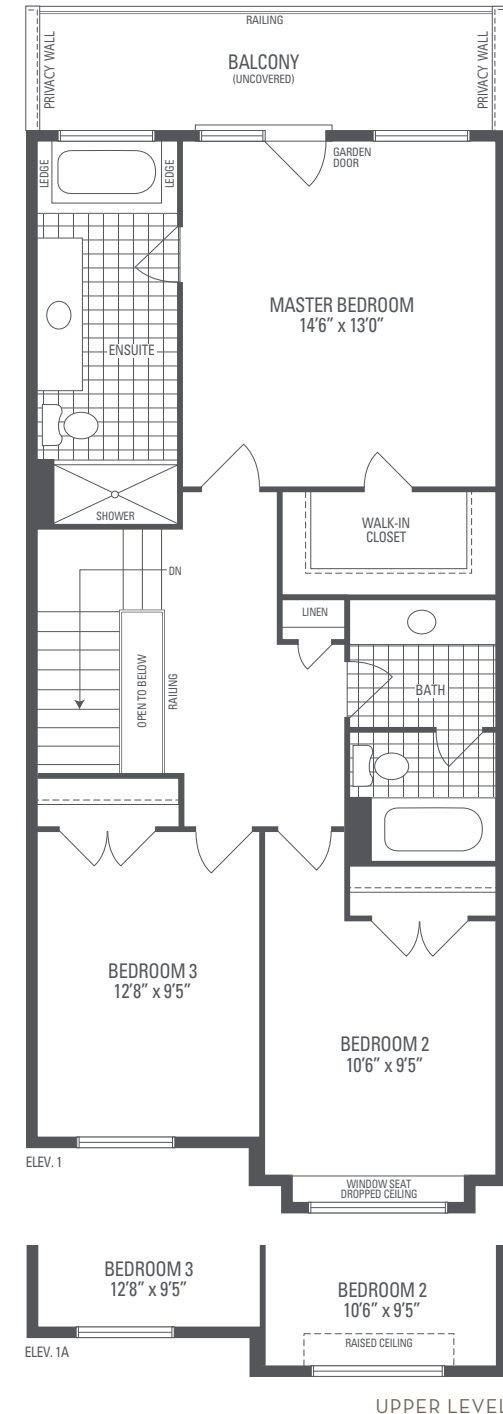 RAILING
PRIVACY WALL
BALCONY
(UNCOVERED)
PRIVACY WALL
LEDGE
LEDGE
GARDEN
DOOR
MASTER BEDROOM
14'6" x 13'0"
ENSUITE
SHOWER
WALK-IN
CLOSET
DN
LINEN
OPEN TO BELOW
RAILING
BATH
BEDROOM 3
12'8" x 9'5"
BEDROOM 2
10'6" x 9'5"
ELEV. 1
WINDOW SEAT
DROPPED CEILING
BEDROOM 3
12'8" x 9'5"
BEDROOM 2
10'6" x 9'5"
RAISED CEILING
ELEV. 1A
UPPER LEVEL